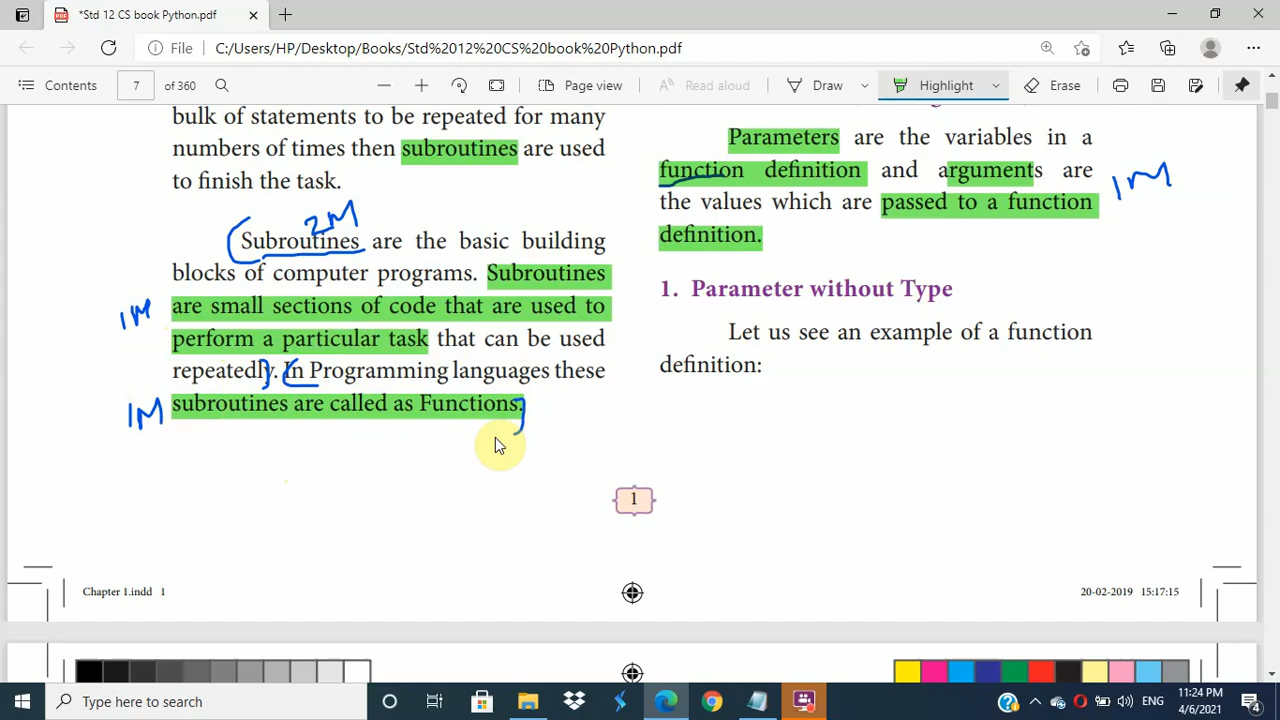 *Std 12 CS book Python.pdf
File
C:/Users/HP/Desktop/Books/Std%2012%20CS%20book%20Python.pdf
Contents
7
of 360
Page view
Read aloud
Draw
Highlight
Erase
bulk of statements to be repeated for many
numbers of times then subroutines are used
to finish the task.
2M
Subroutines are the basic building
blocks of computer programs. Subroutines
1M
are small sections of code that are used to
perform a particular task that can be used
repeatedly. In Programming languages these
1M
subroutines are called as Functions.
Parameters are the variables in a
function definition and arguments are
1M
the values which are passed to a function
definition.
1. Parameter without Type
Let us see an example of a function
definition:
1
Chapter 1.indd 1
20-02-2019 15:17:15
Type here to search
ENG
11:24 PM
4/6/2021
4